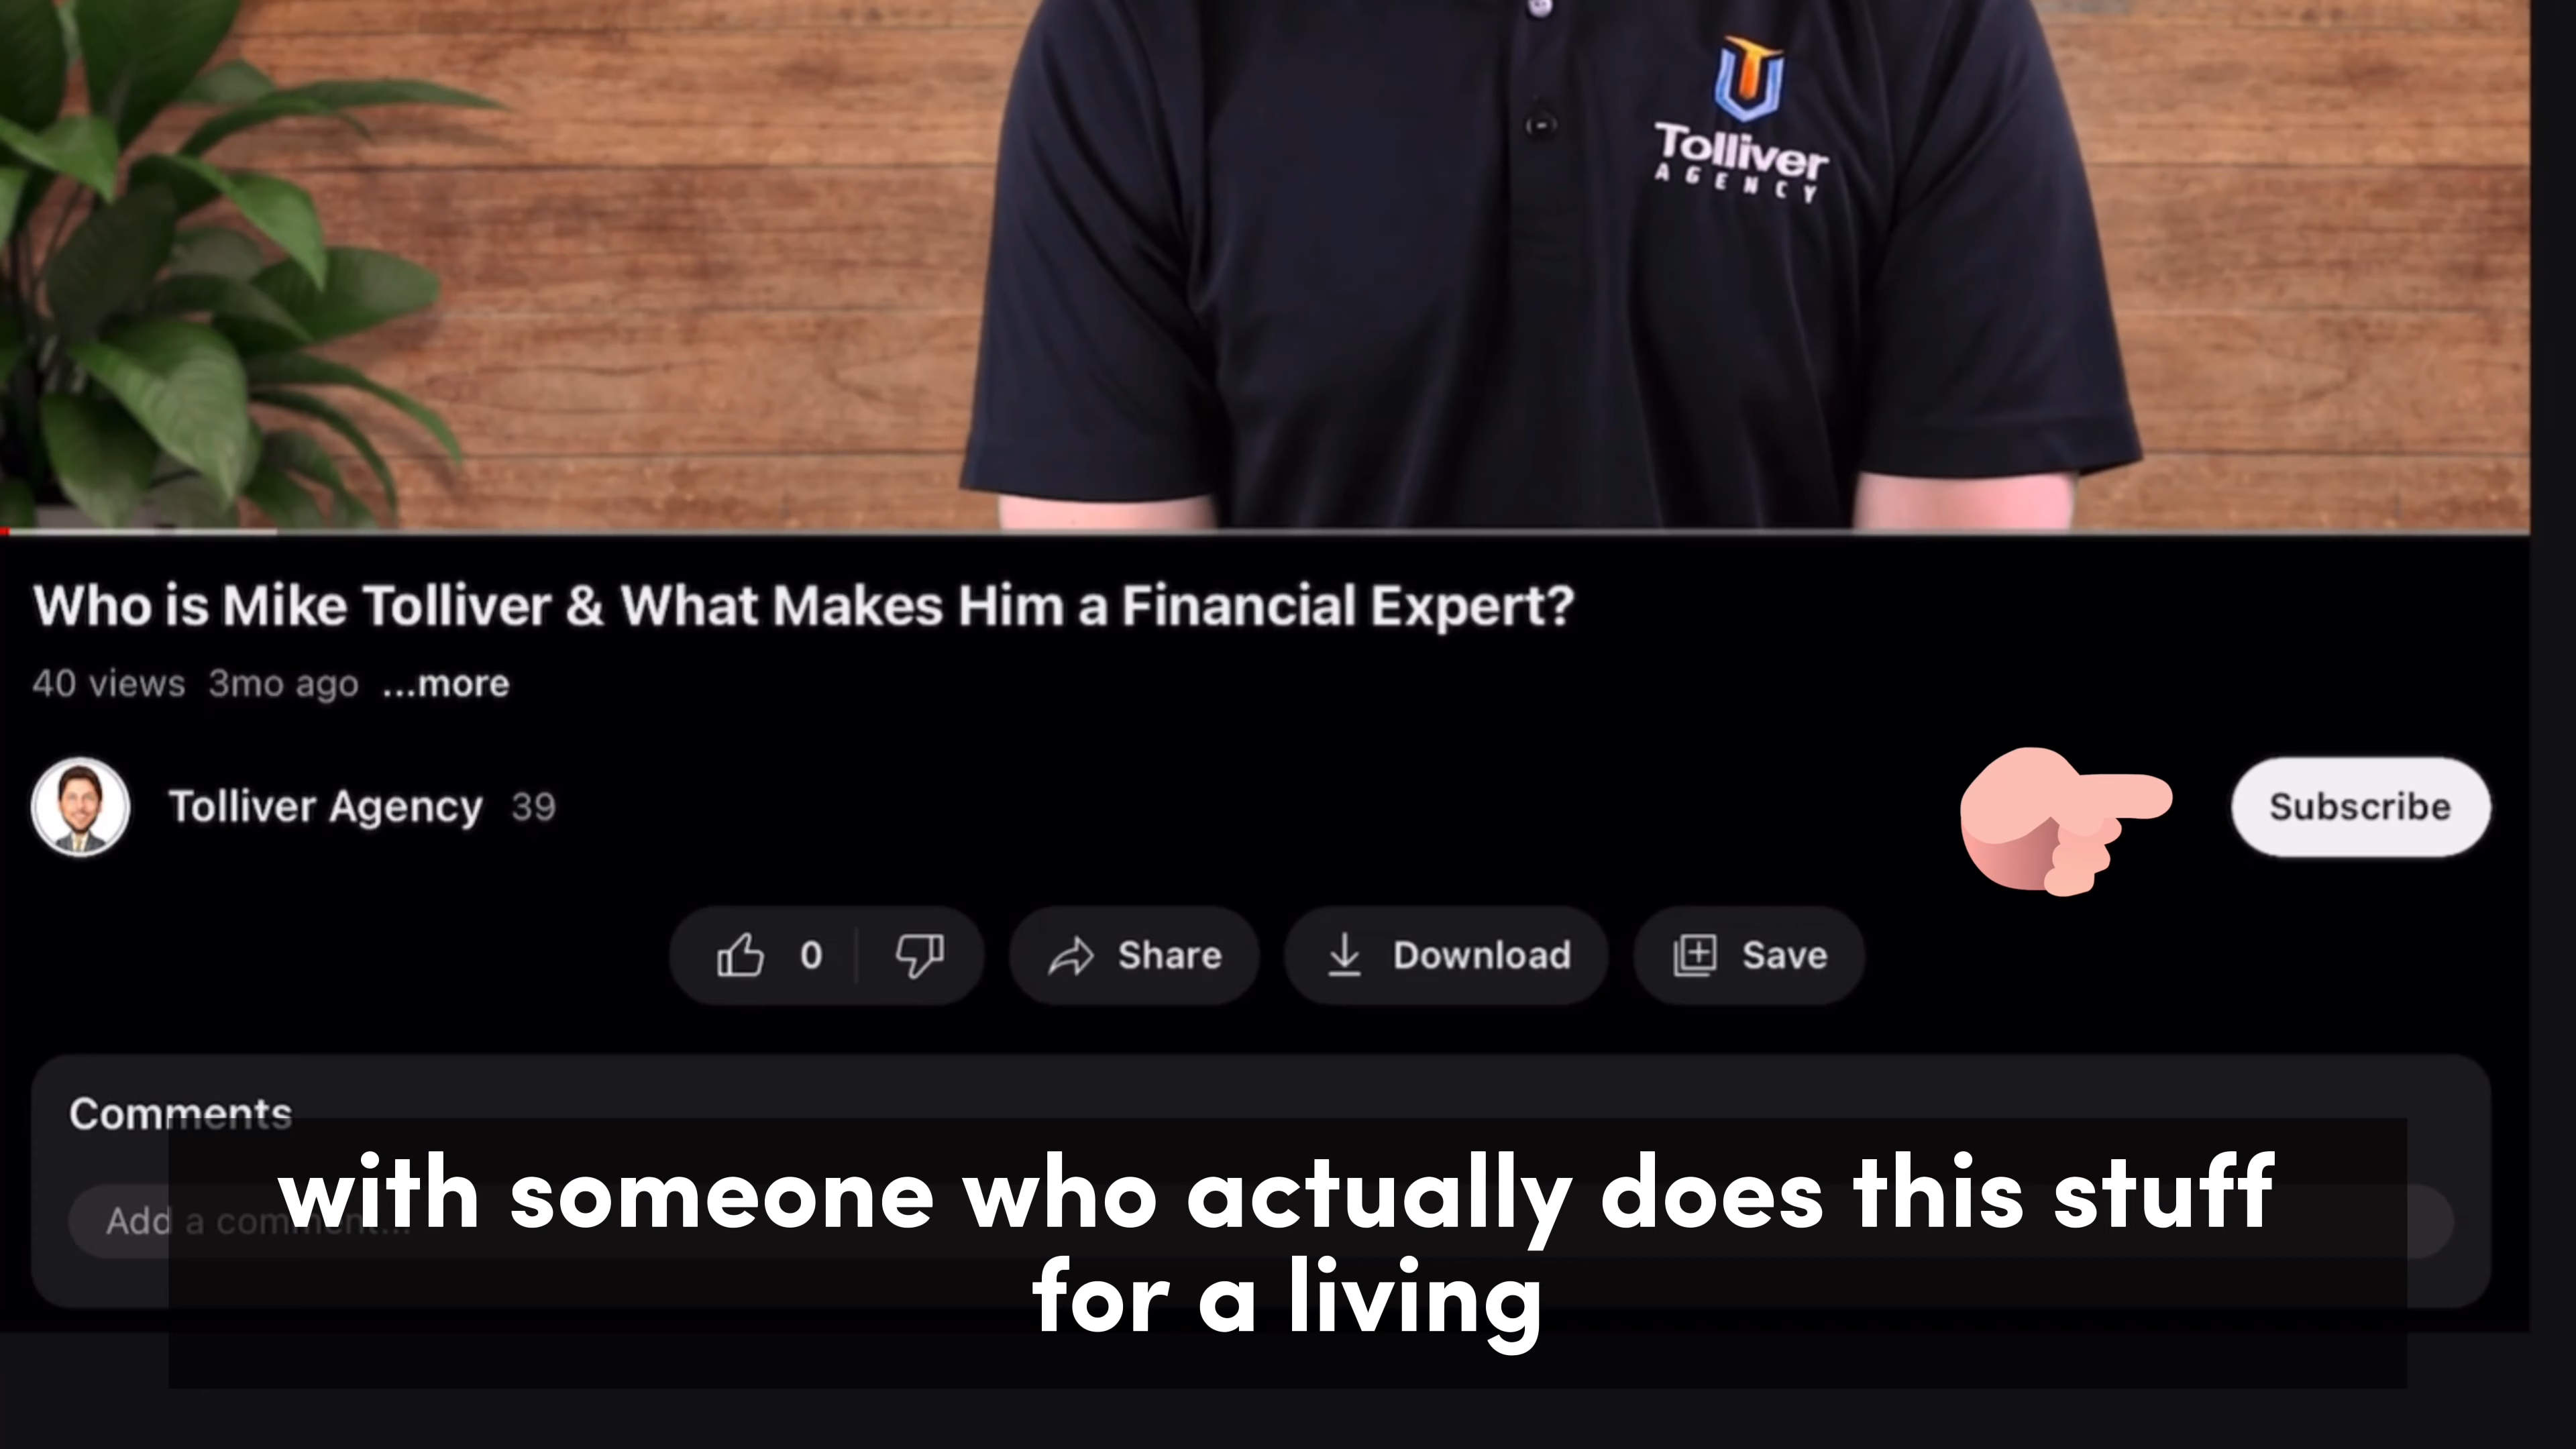 Tolliver
AGENCY
Who is Mike Tolliver & What Makes Him a Financial Expert?
40 views 3mo ago ...more
Tolliver Agency 39
Subscribe
0
Share
Download
Save
Comments
Add a comment...
with someone who actually does this stuff
for a living